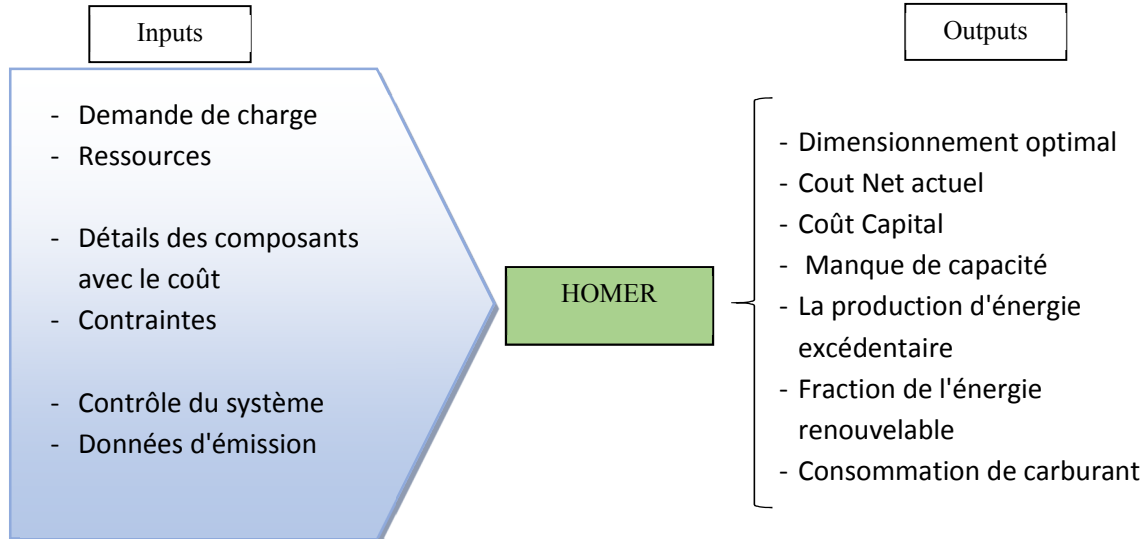 Inputs
- Demande de charge
- Ressources
- Détails des composants
avec le coût
- Contraintes
- Contrôle du système
- Données d'émission
HOMER
Outputs
- Dimensionnement optimal
- Cout Net actuel
- Coût Capital
- Manque de capacité
- La production d'énergie
excédentaire
- Fraction de l'énergie
renouvelable
- Consommation de carburant